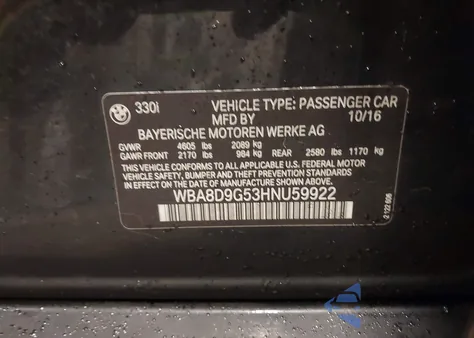 330i VEHICLE TYPE: PASSENGER CAR
MFD BY 10/16
BAYERISCHE MOTOREN WERKE AG
GVWR 4605 lbs 2089 kg
GAWR FRONT 2170 lbs 984 kg REAR 2580 lbs 1170 kg
THIS VEHICLE CONFORMS TO ALL APPLICABLE U.S. FEDERAL MOTOR
VEHICLE SAFETY, BUMPER, AND THEFT PREVENTION STANDARDS
IN EFFECT ON THE DATE OF MANUFACTURE SHOWN ABOVE.
WBA8D9G53HNU59922